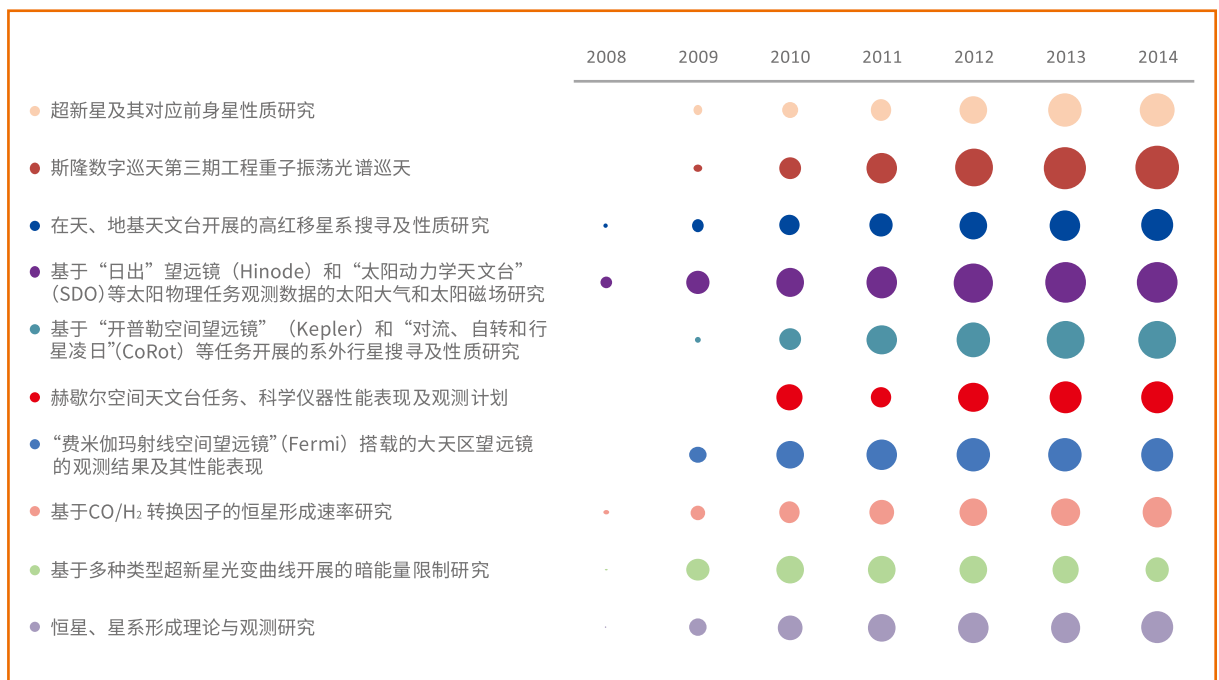 2008 2009 2010 2011 2012 2013 2014
超新星及其对应前身星性质研究
斯隆数字巡天第三期工程重子振荡光谱巡天
在天、地基天文台开展的高红移星系搜寻及性质研究
基于“日出”望远镜（Hinode）和“太阳动力学天文台”
（SDO)等太阳物理任务观测数据的太阳大气和太阳磁场研究
基于“开普勒空间望远镜”（Kepler）和“对流、自转和行
星凌日”(CoRot）等任务开展的系外行星搜寻及性质研究
赫歇尔空间天文台任务、科学仪器性能表现及观测计划
“费米伽玛射线空间望远镜”（Fermi）搭载的大天区望远镜
的观测结果及其性能表现
基于CO/H₂ 转换因子的恒星形成速率研究
基于多种类型超新星光变曲线开展的暗能量限制研究
恒星、星系形成理论与观测研究